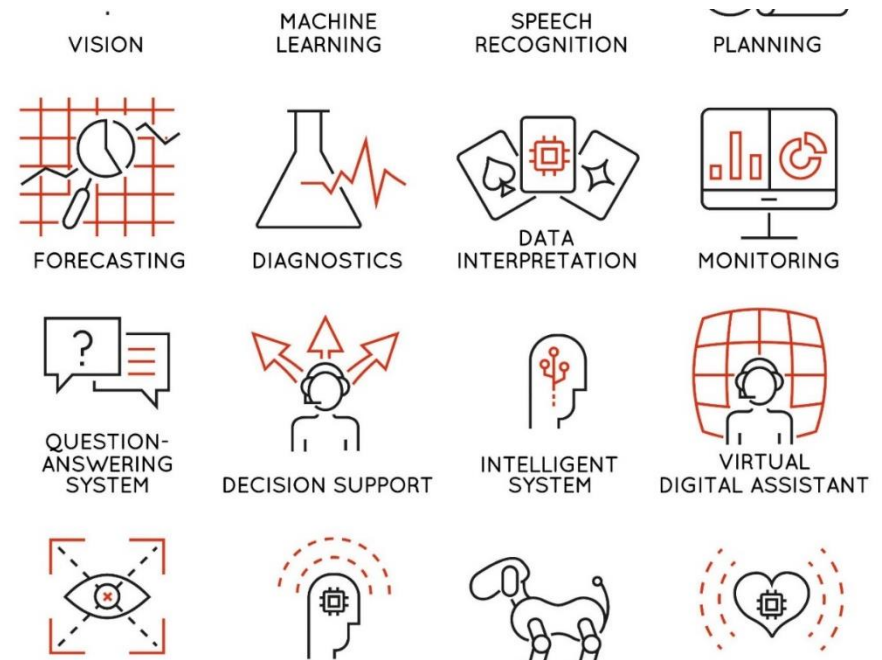 VISION
MACHINE
LEARNING
SPEECH
RECOGNITION
PLANNING
FORECASTING
DIAGNOSTICS
DATA
INTERPRETATION
MONITORING
?
QUESTION-
ANSWERING
SYSTEM
DECISION SUPPORT
INTELLIGENT
SYSTEM
VIRTUAL
DIGITAL ASSISTANT